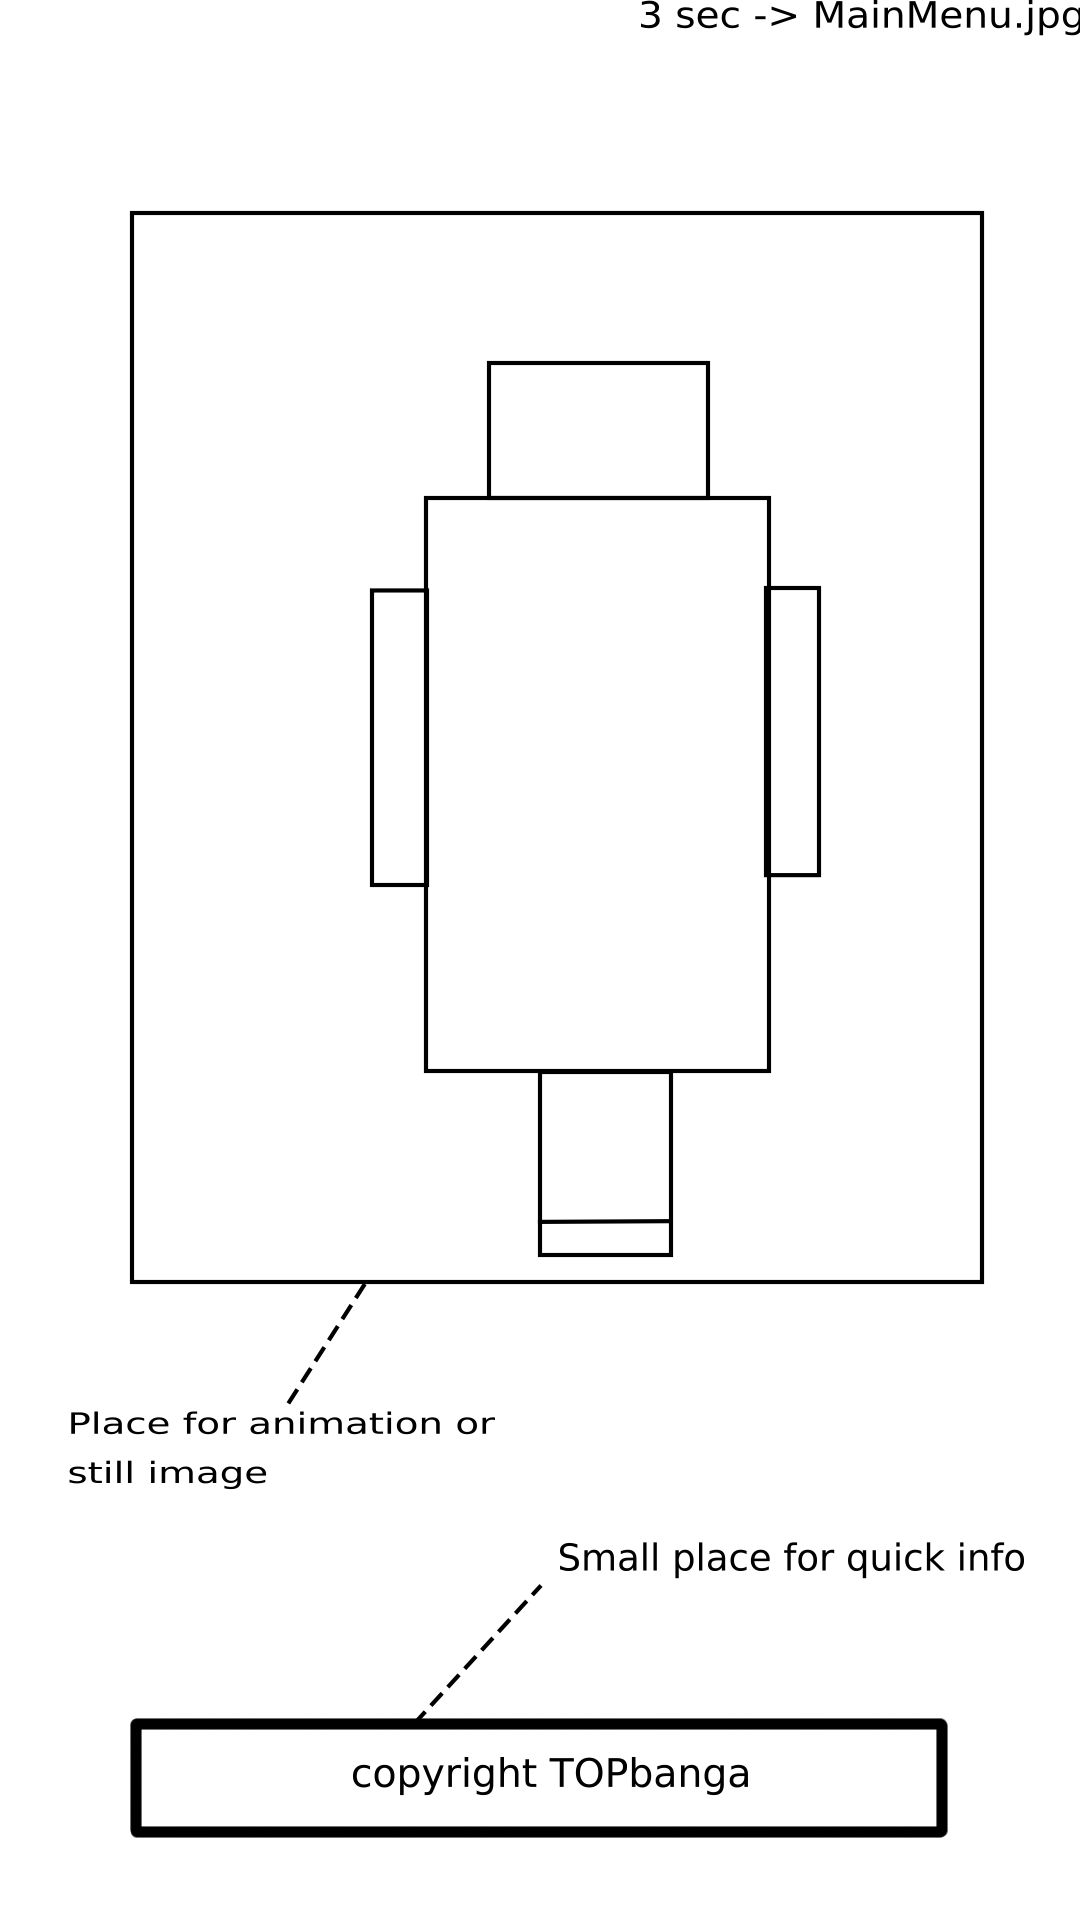 3 sec -> MainMenu.jpg
Place for animation or
still image
Small place for quick info
copyright TOPbanga